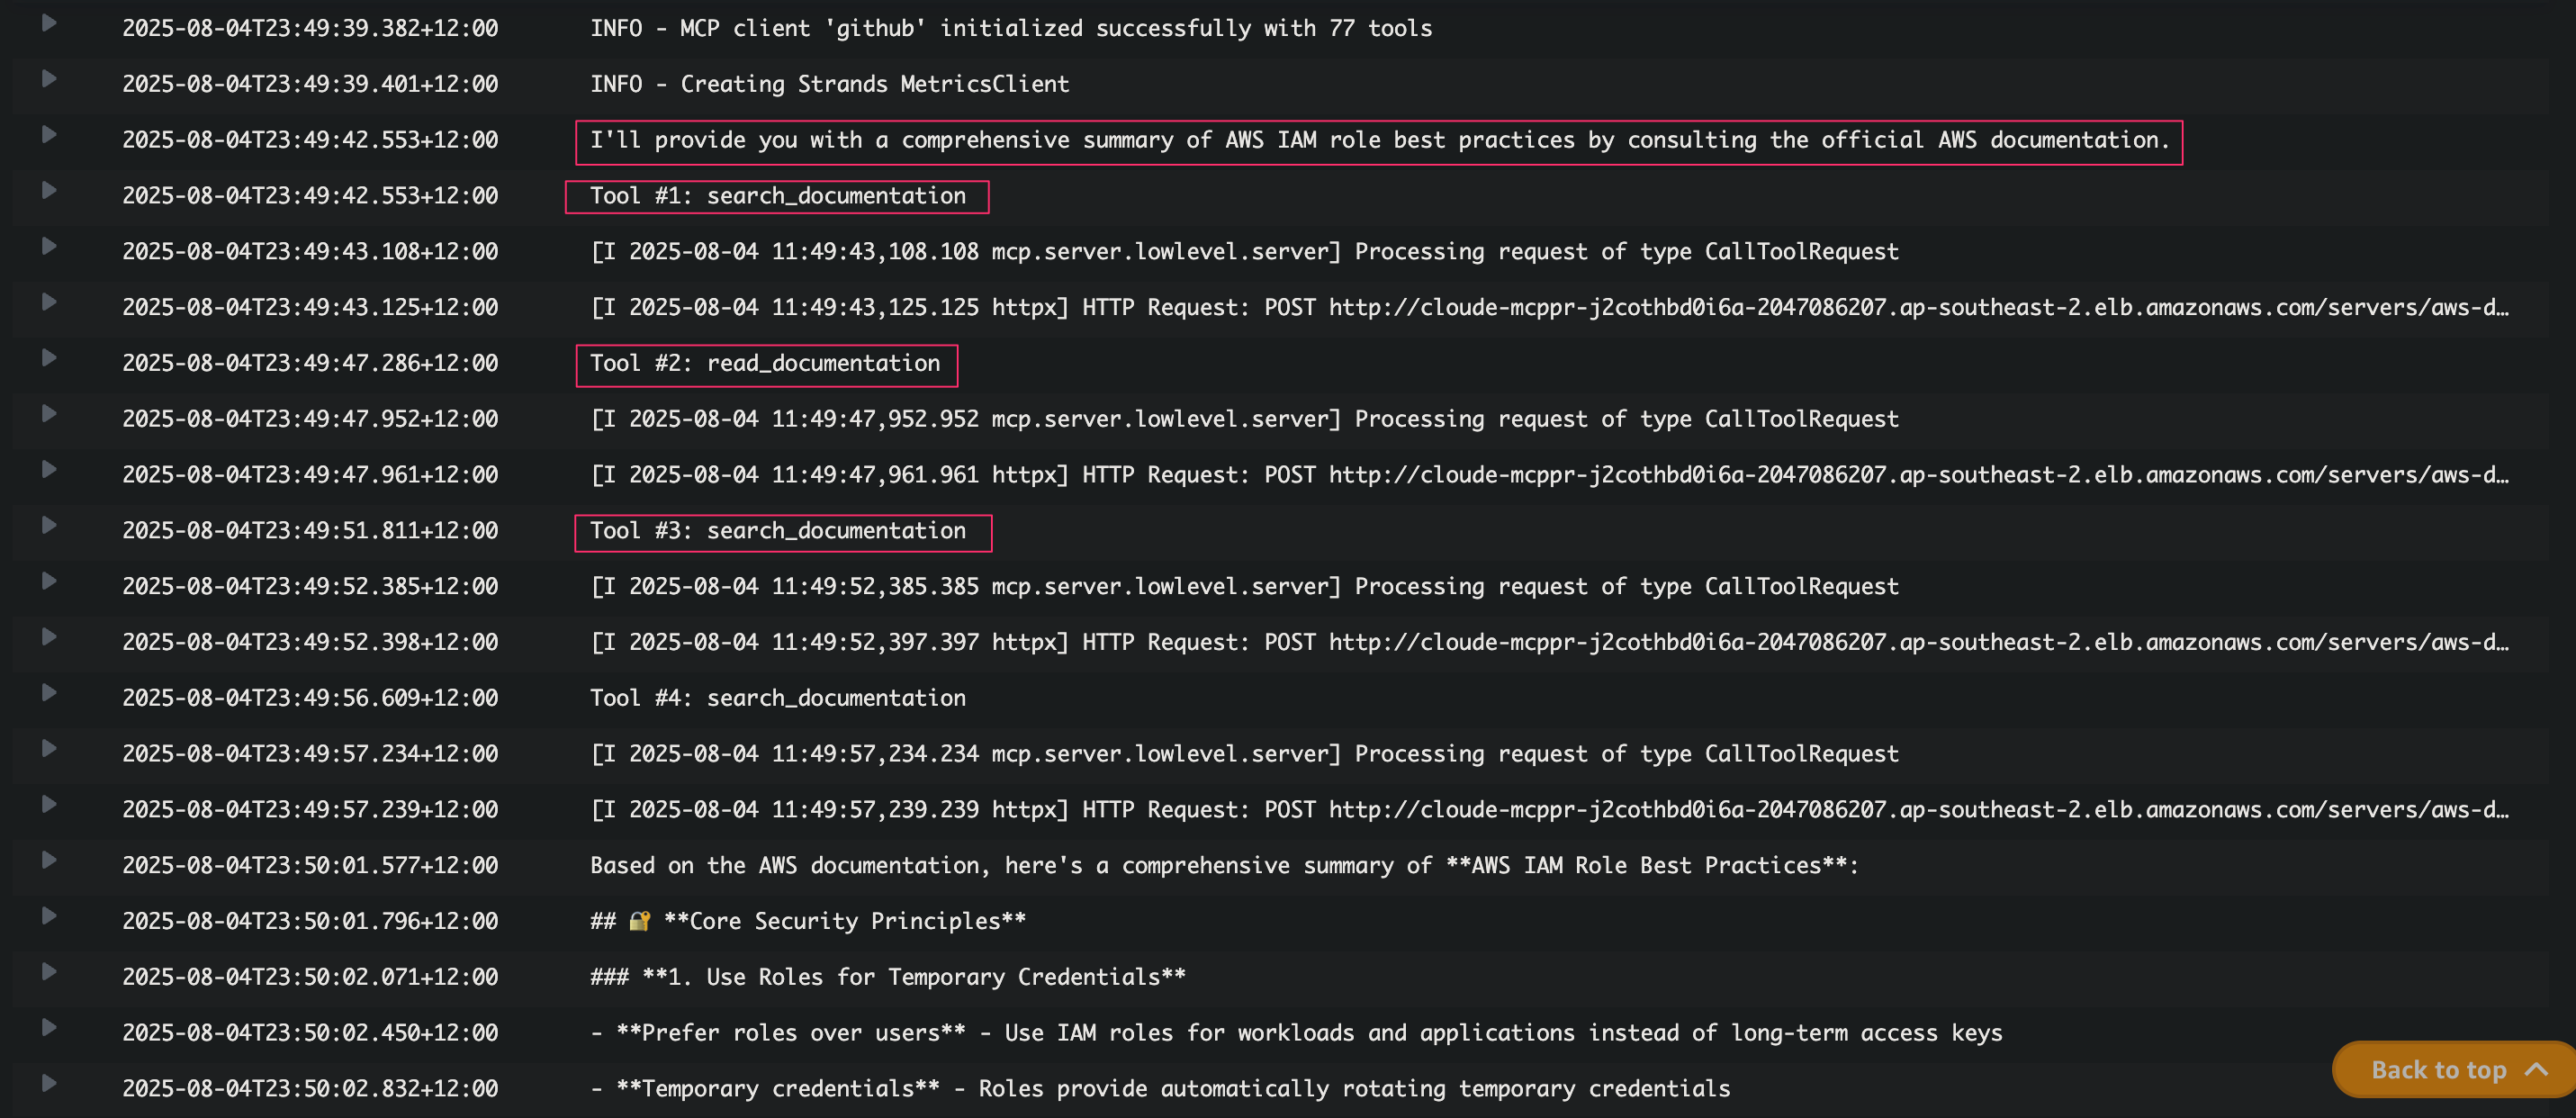 2025-08-04T23:49:39.382+12:00 INFO - MCP client 'github' initialized successfully with 77 tools
2025-08-04T23:49:39.401+12:00 INFO - Creating Strands MetricsClient
2025-08-04T23:49:42.553+12:00 I'll provide you with a comprehensive summary of AWS IAM role best practices by consulting the official AWS documentation.
2025-08-04T23:49:42.553+12:00 Tool #1: search_documentation
2025-08-04T23:49:43.108+12:00 [I 2025-08-04 11:49:43,108.108 mcp.server.lowlevel.server] Processing request of type CallToolRequest
2025-08-04T23:49:43.125+12:00 [I 2025-08-04 11:49:43,125.125 httpx] HTTP Request: POST http://cloude-mcppr-j2cothbd0i6a-2047086207.ap-southeast-2.elb.amazonaws.com/servers/aws-d…
2025-08-04T23:49:47.286+12:00 Tool #2: read_documentation
2025-08-04T23:49:47.952+12:00 [I 2025-08-04 11:49:47,952.952 mcp.server.lowlevel.server] Processing request of type CallToolRequest
2025-08-04T23:49:47.961+12:00 [I 2025-08-04 11:49:47,961.961 httpx] HTTP Request: POST http://cloude-mcppr-j2cothbd0i6a-2047086207.ap-southeast-2.elb.amazonaws.com/servers/aws-d…
2025-08-04T23:49:51.811+12:00 Tool #3: search_documentation
2025-08-04T23:49:52.385+12:00 [I 2025-08-04 11:49:52,385.385 mcp.server.lowlevel.server] Processing request of type CallToolRequest
2025-08-04T23:49:52.398+12:00 [I 2025-08-04 11:49:52,397.397 httpx] HTTP Request: POST http://cloude-mcppr-j2cothbd0i6a-2047086207.ap-southeast-2.elb.amazonaws.com/servers/aws-d…
2025-08-04T23:49:56.609+12:00 Tool #4: search_documentation
2025-08-04T23:49:57.234+12:00 [I 2025-08-04 11:49:57,234.234 mcp.server.lowlevel.server] Processing request of type CallToolRequest
2025-08-04T23:49:57.239+12:00 [I 2025-08-04 11:49:57,239.239 httpx] HTTP Request: POST http://cloude-mcppr-j2cothbd0i6a-2047086207.ap-southeast-2.elb.amazonaws.com/servers/aws-d…
2025-08-04T23:50:01.577+12:00 Based on the AWS documentation, here's a comprehensive summary of **AWS IAM Role Best Practices**:
2025-08-04T23:50:01.796+12:00 ## 🔐 **Core Security Principles**
2025-08-04T23:50:02.071+12:00 ### **1. Use Roles for Temporary Credentials**
2025-08-04T23:50:02.450+12:00 - **Prefer roles over users** - Use IAM roles for workloads and applications instead of long-term access keys
2025-08-04T23:50:02.832+12:00 - **Temporary credentials** - Roles provide automatically rotating temporary credentials
Back to top